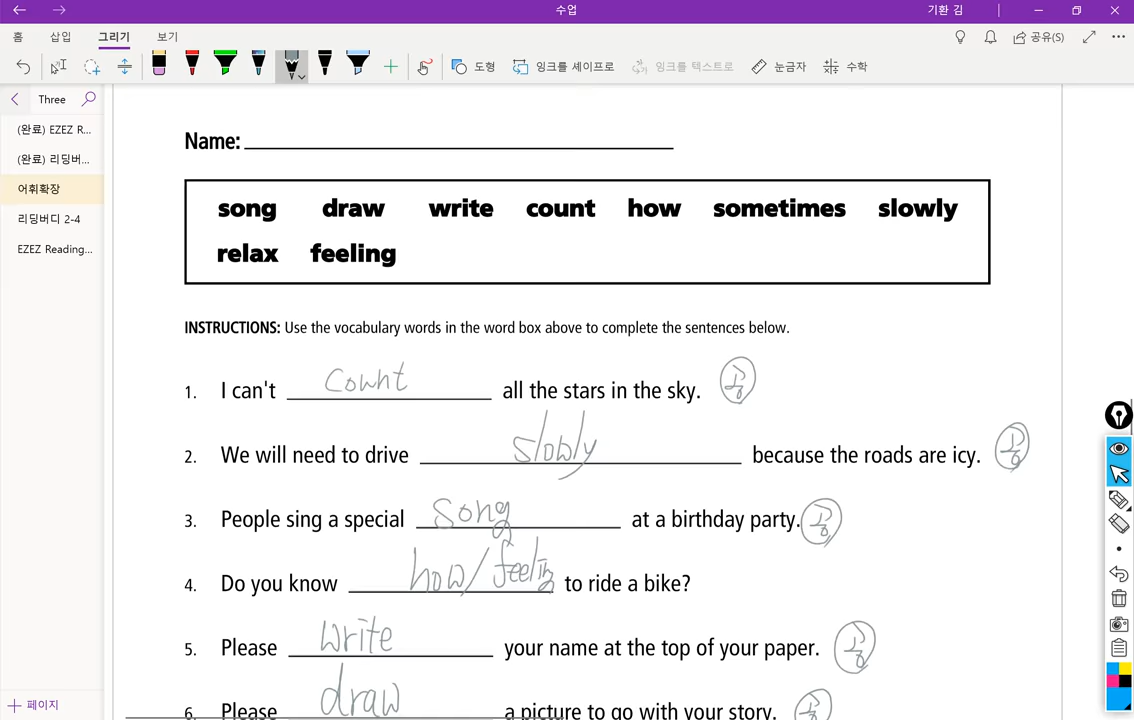 수업
기환 김
홈 삽입 그리기 보기
공유(S)
도형 잉크를 셰이프로 잉크를 텍스트로 눈금자 수학
Three
(완료) EZEZ R...
(완료) 리딩버...
어휘확장
리딩버디 2-4
EZEZ Reading...
페이지
Name:
song draw write count how sometimes slowly
relax feeling
INSTRUCTIONS: Use the vocabulary words in the word box above to complete the sentences below.
1. I can't count all the stars in the sky.
2. We will need to drive slowly because the roads are icy.
3. People sing a special song at a birthday party.
4. Do you know how/feeling to ride a bike?
5. Please write your name at the top of your paper.
6. Please draw a picture to go with your story.